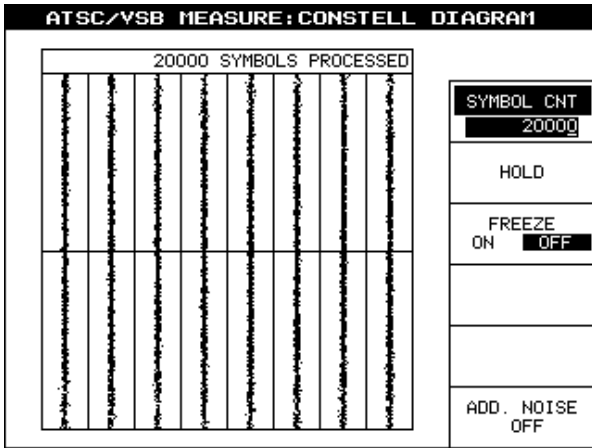 ATSC/VSB MEASURE:CONSTELL DIAGRAM
20000 SYMBOLS PROCESSED
SYMBOL CNT
20000
HOLD
FREEZE
ON OFF
ADD. NOISE
OFF